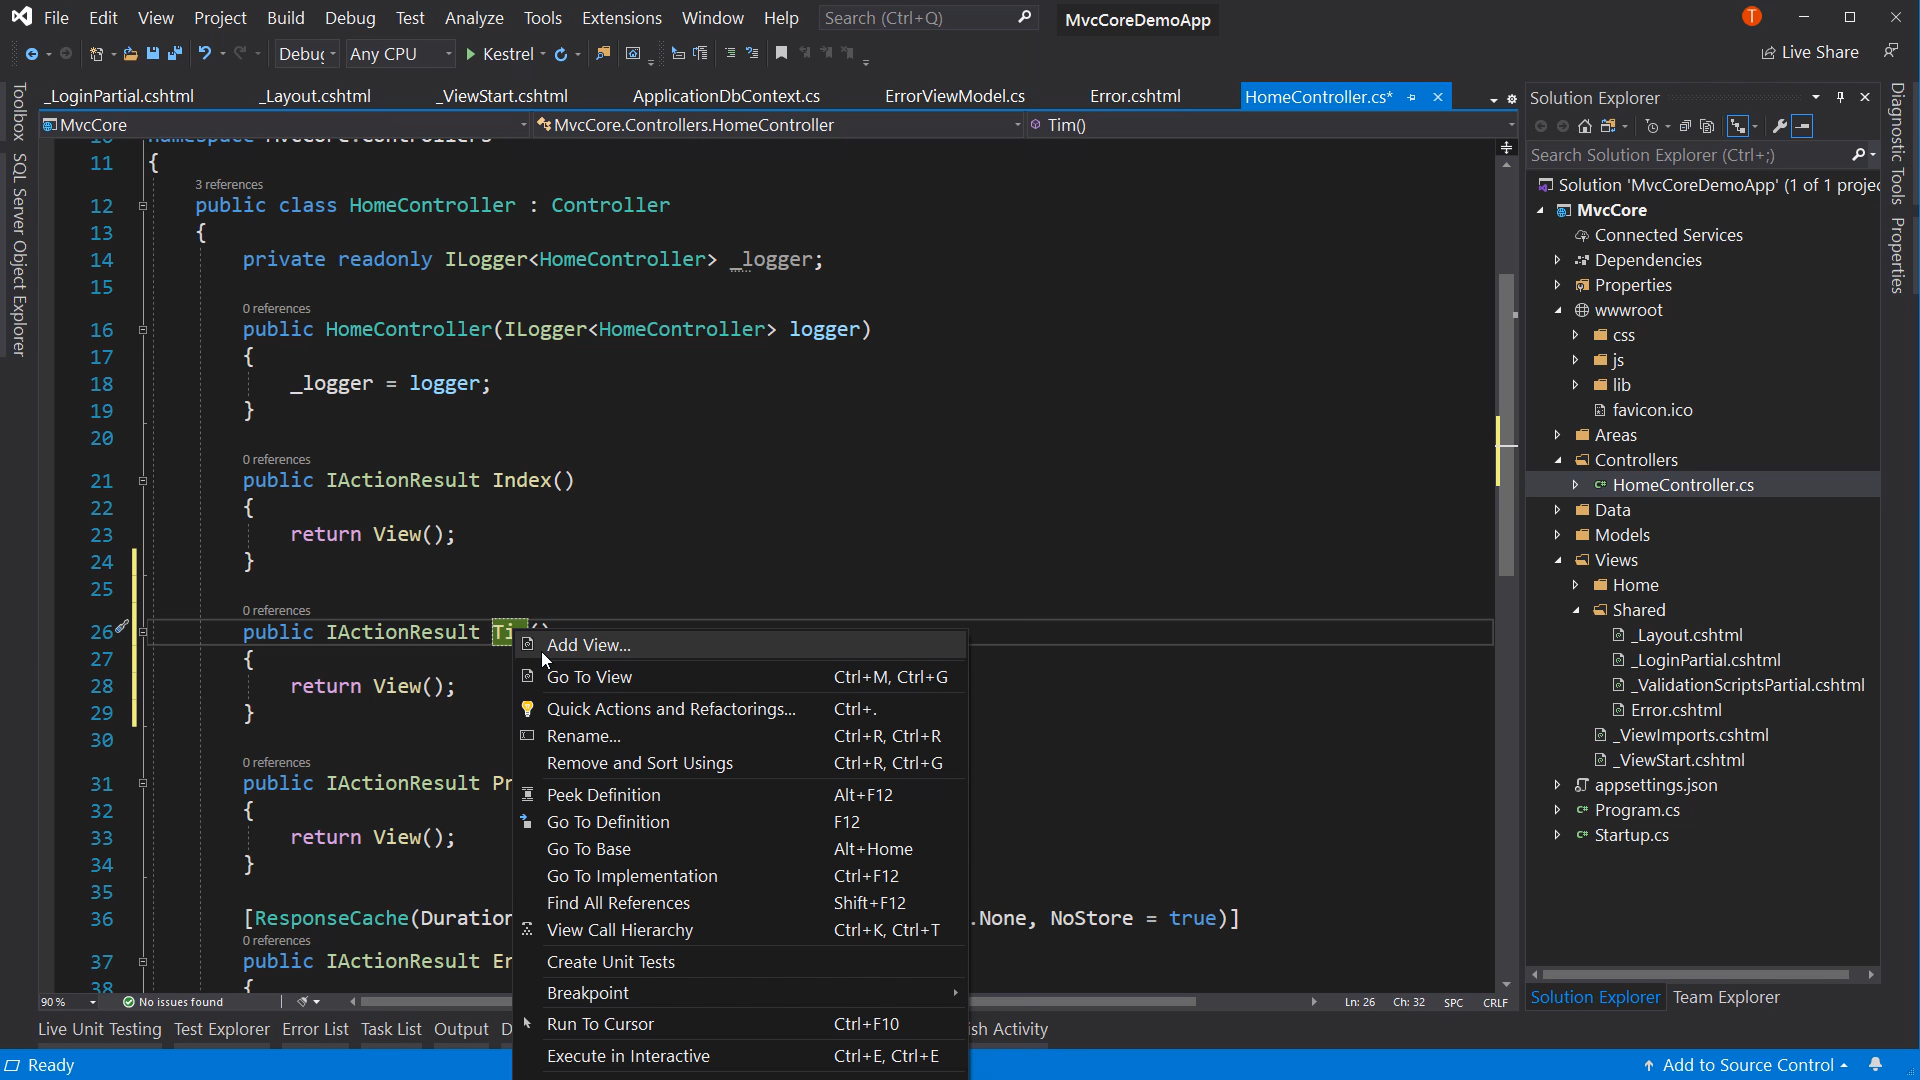 File Edit View Project Build Debug Test Analyze Tools Extensions Window Help Search (Ctrl+Q) MvcCoreDemoApp T
Debug Any CPU Kestrel Live Share
_LoginPartial.cshtml _Layout.cshtml _ViewStart.cshtml ApplicationDbContext.cs ErrorViewModel.cs Error.cshtml HomeController.cs*
MvcCore MvcCore.Controllers.HomeController Tim()
Toolbox
SQL Server Object Explorer
11 {
3 references
12 public class HomeController : Controller
13 {
14 private readonly ILogger<HomeController> _logger;
15
0 references
16 public HomeController(ILogger<HomeController> logger)
17 {
18 _logger = logger;
19 }
20
0 references
21 public IActionResult Index()
22 {
23 return View();
24 }
25
0 references
26 public IActionResult Ti
27 {
28 return View();
29 }
30
0 references
31 public IActionResult Pr
32 {
33 return View();
34 }
35
36 [ResponseCache(Duration .None, NoStore = true)]
0 references
37 public IActionResult Er
38 {
Add View...
Go To View Ctrl+M, Ctrl+G
Quick Actions and Refactorings... Ctrl+.
Rename... Ctrl+R, Ctrl+R
Remove and Sort Usings Ctrl+R, Ctrl+G
Peek Definition Alt+F12
Go To Definition F12
Go To Base Alt+Home
Go To Implementation Ctrl+F12
Find All References Shift+F12
View Call Hierarchy Ctrl+K, Ctrl+T
Create Unit Tests
Breakpoint
Run To Cursor Ctrl+F10
Execute in Interactive Ctrl+E, Ctrl+E
90 % No issues found Ln: 26 Ch: 32 SPC CRLF
Live Unit Testing Test Explorer Error List Task List Output D sh Activity
Ready Add to Source Control
Solution Explorer
Search Solution Explorer (Ctrl+;)
Solution 'MvcCoreDemoApp' (1 of 1 projec
MvcCore
Connected Services
Dependencies
Properties
wwwroot
css
js
lib
favicon.ico
Areas
Controllers
C# HomeController.cs
Data
Models
Views
Home
Shared
_Layout.cshtml
_LoginPartial.cshtml
_ValidationScriptsPartial.cshtml
Error.cshtml
_ViewImports.cshtml
_ViewStart.cshtml
appsettings.json
C# Program.cs
C# Startup.cs
Solution Explorer Team Explorer
Diagnostic Tools
Properties